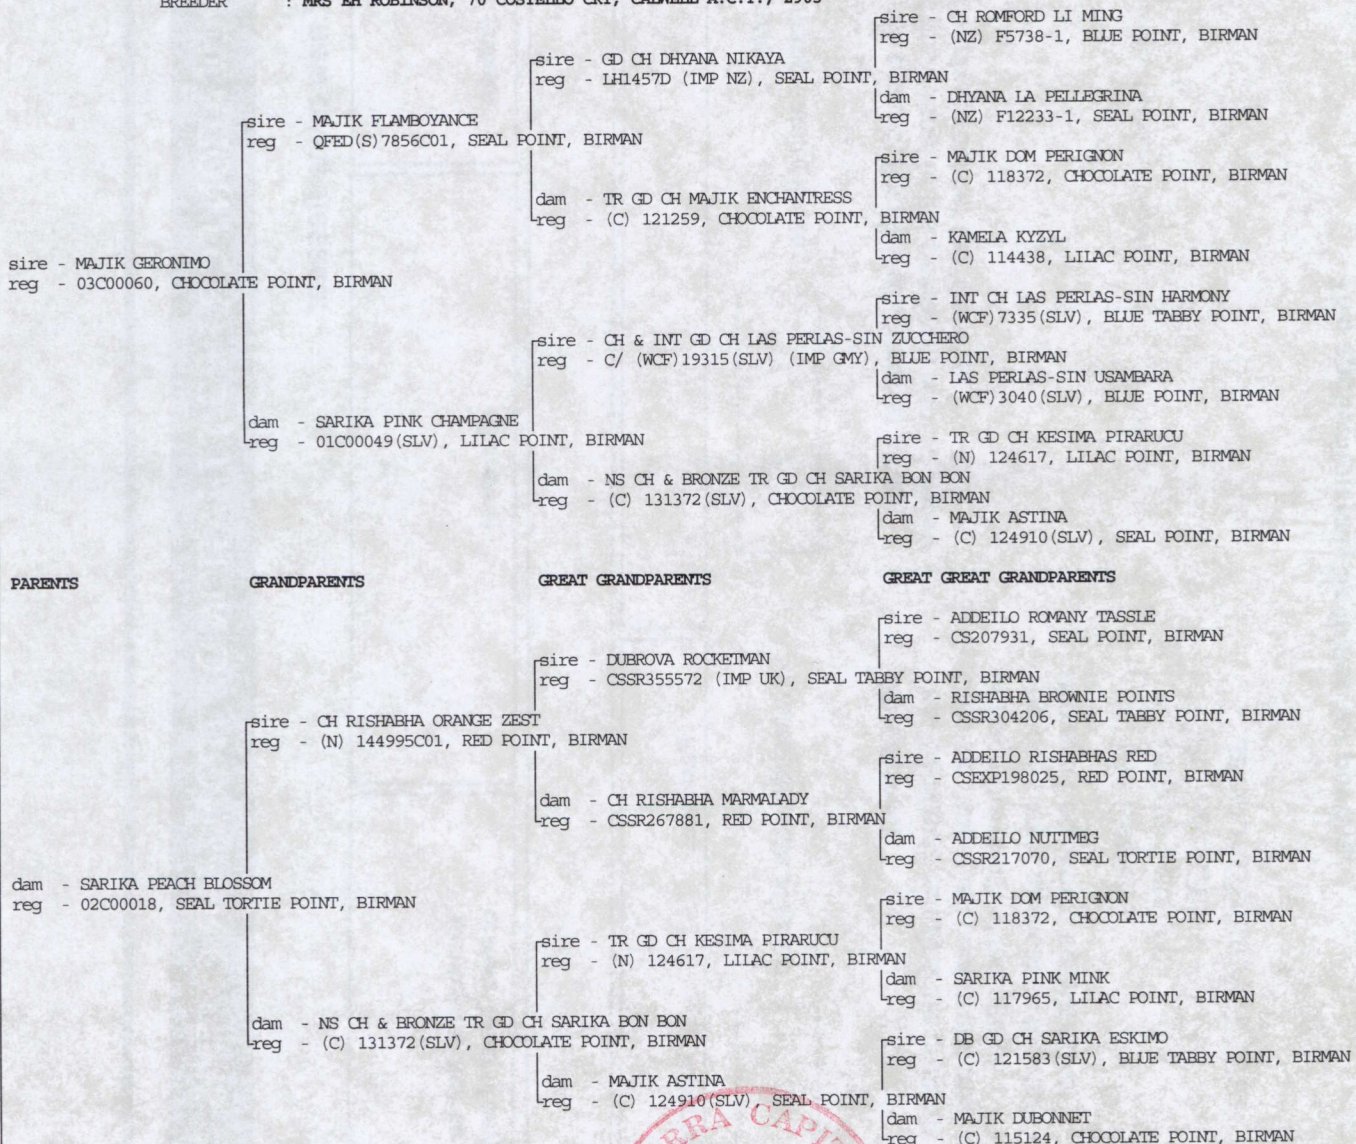 BREEDER : MRS EH ROBINSON, 70 COSTELLO CRT, CALWELL A.C.T., 2905
sire - CH ROMFORD LI MING
reg - (NZ) F5738-1, BLUE POINT, BIRMAN
sire - GD CH DHYANA NIKAYA
reg - LH1457D (IMP NZ), SEAL POINT, BIRMAN
dam - DHYANA LA PELLEGRINA
reg - (NZ) F12233-1, SEAL POINT, BIRMAN
sire - MAJIK FLAMBOYANCE
reg - QFED(S)7856C01, SEAL POINT, BIRMAN
sire - MAJIK DOM PERIGNON
reg - (C) 118372, CHOCOLATE POINT, BIRMAN
dam - TR GD CH MAJIK ENCHANTRESS
reg - (C) 121259, CHOCOLATE POINT, BIRMAN
dam - KAMELA KYZYL
reg - (C) 114438, LILAC POINT, BIRMAN
sire - MAJIK GERONIMO
reg - 03C00060, CHOCOLATE POINT, BIRMAN
sire - INT CH LAS PERLAS-SIN HARMONY
reg - (WCF)7335(SLV), BLUE TABBY POINT, BIRMAN
sire - CH & INT GD CH LAS PERLAS-SIN ZUCCHERO
reg - C/ (WCF)19315(SLV) (IMP GMY), BLUE POINT, BIRMAN
dam - LAS PERLAS-SIN USAMBARA
reg - (WCF)3040(SLV), BLUE POINT, BIRMAN
dam - SARIKA PINK CHAMPAGNE
reg - 01C00049(SLV), LILAC POINT, BIRMAN
sire - TR GD CH KESIMA PIRARUCU
reg - (N) 124617, LILAC POINT, BIRMAN
dam - NS CH & BRONZE TR GD CH SARIKA BON BON
reg - (C) 131372(SLV), CHOCOLATE POINT, BIRMAN
dam - MAJIK ASTINA
reg - (C) 124910(SLV), SEAL POINT, BIRMAN
PARENTS GRANDPARENTS GREAT GRANDPARENTS GREAT GREAT GRANDPARENTS
sire - ADDEILO ROMANY TASSLE
reg - CS207931, SEAL POINT, BIRMAN
sire - DUBROVA ROCKETMAN
reg - CSSR355572 (IMP UK), SEAL TABBY POINT, BIRMAN
dam - RISHABHA BROWNIE POINTS
reg - CSSR304206, SEAL TABBY POINT, BIRMAN
sire - CH RISHABHA ORANGE ZEST
reg - (N) 144995C01, RED POINT, BIRMAN
sire - ADDEILO RISHABHAS RED
reg - CSEXP198025, RED POINT, BIRMAN
dam - CH RISHABHA MARMALADY
reg - CSSR267881, RED POINT, BIRMAN
dam - ADDEILO NUTTMEG
reg - CSSR217070, SEAL TORTIE POINT, BIRMAN
dam - SARIKA PEACH BLOSSOM
reg - 02C00018, SEAL TORTIE POINT, BIRMAN
sire - MAJIK DOM PERIGNON
reg - (C) 118372, CHOCOLATE POINT, BIRMAN
sire - TR GD CH KESIMA PIRARUCU
reg - (N) 124617, LILAC POINT, BIRMAN
dam - SARIKA PINK MINK
reg - (C) 117965, LILAC POINT, BIRMAN
dam - NS CH & BRONZE TR GD CH SARIKA BON BON
reg - (C) 131372(SLV), CHOCOLATE POINT, BIRMAN
sire - DB GD CH SARIKA ESKIMO
reg - (C) 121583(SLV), BLUE TABBY POINT, BIRMAN
dam - MAJIK ASTINA
reg - (C) 124910(SLV), SEAL POINT, BIRMAN
dam - MAJIK DUBONNET
reg - (C) 115124, CHOCOLATE POINT, BIRMAN